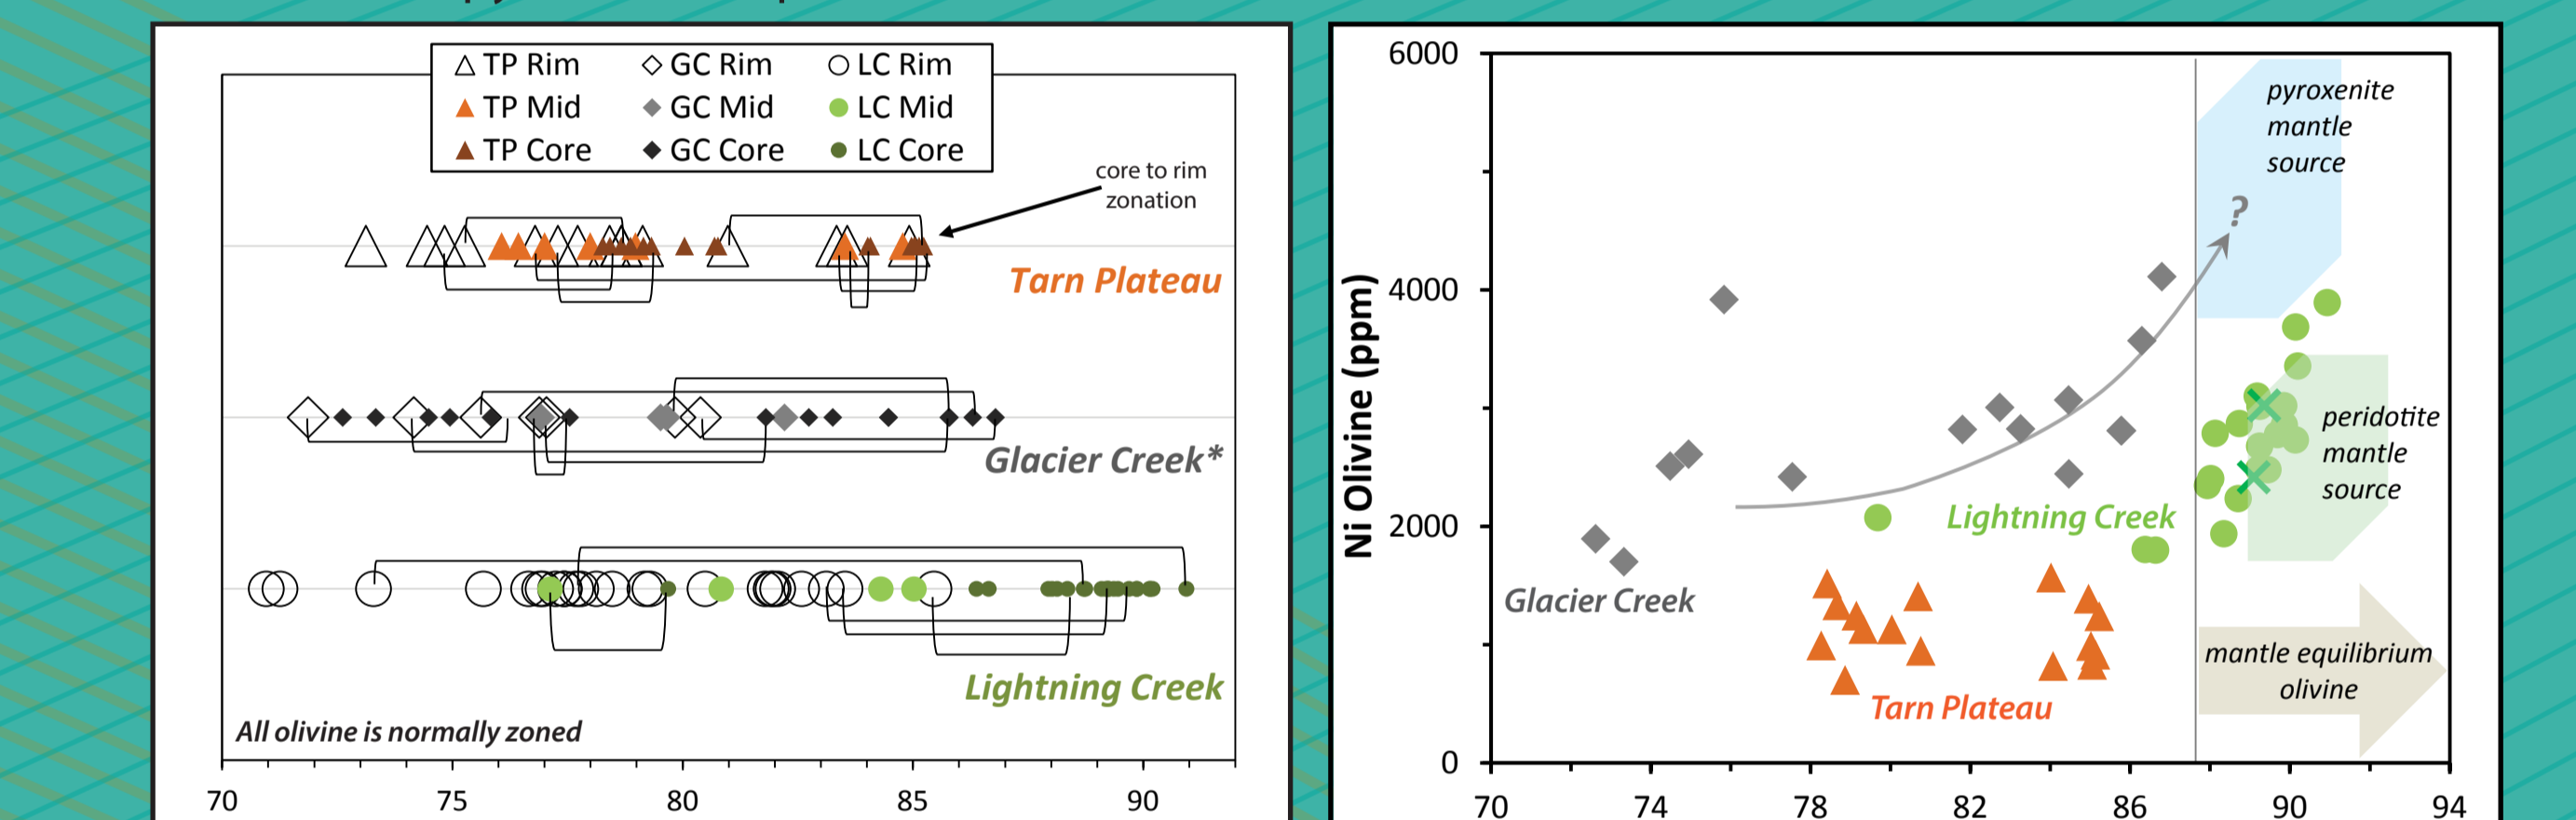 TP Rim GC Rim LC Rim
TP Mid GC Mid LC Mid
TP Core GC Core LC Core
core to rim
zonation
Tarn Plateau
Glacier Creek*
Lightning Creek
All olivine is normally zoned
70 75 80 85 90
6000
4000
2000
0
Ni Olivine (ppm)
pyroxenite
mantle
source
?
peridotite
mantle
source
Lightning Creek
Glacier Creek
Tarn Plateau
mantle equilibrium
olivine
70 74 78 82 86 90 94